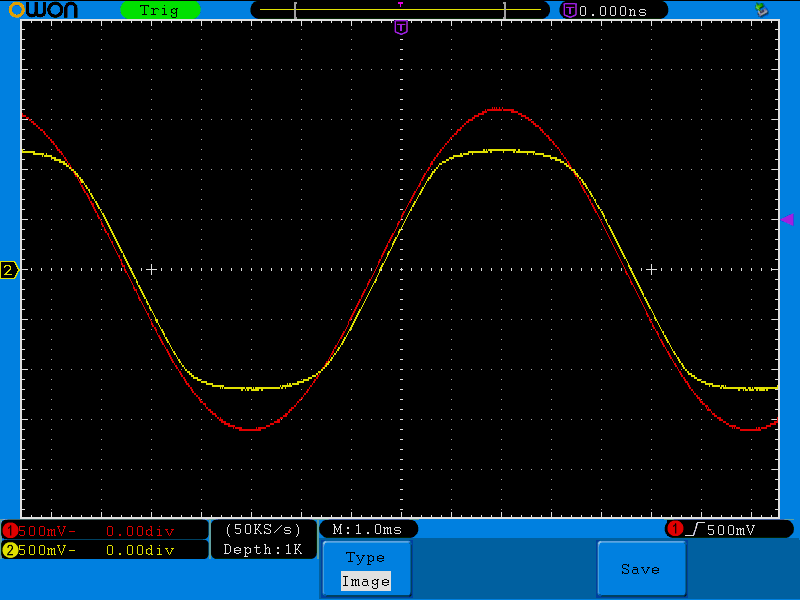 OWON Trig T 0.000ns
T
2
1 500mV- 0.00div (50KS/s) M:1.0ms 1 500mV
2 500mV- 0.00div Depth:1K
Type
Image
Save